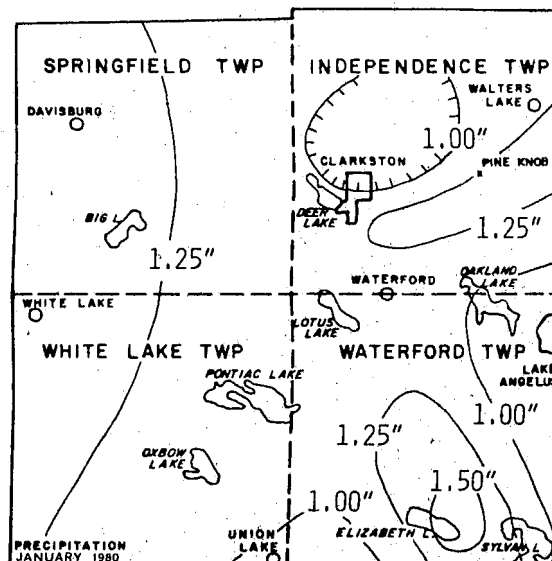 SPRINGFIELD TWP
INDEPENDENCE TWP
WALTERS
LAKE
DAVISBURG
1.00"
CLARKSTON
PINE KNOB
DEER
LAKE
BIG L.
1.25"
1.25"
WATERFORD
OAKLAND
LAKE
WHITE LAKE
LOTUS
LAKE
WHITE LAKE TWP
WATERFORD TWP
LAKE
ANGELUS
PONTIAC LAKE
1.00"
1.25"
OXBOW
LAKE
1.50"
1.00"
ELIZABETH L.
SYLVAN L.
UNION
LAKE
PRECIPITATION
JANUARY 1980